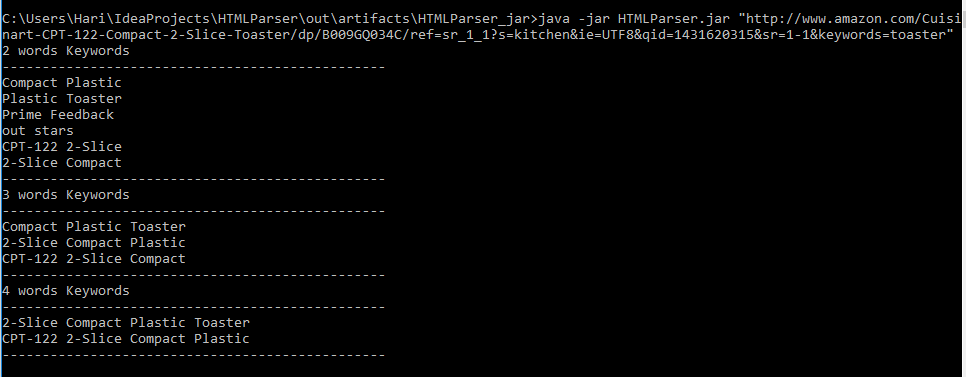 C:\Users\Hari\IdeaProjects\HTMLParser\out\artifacts\HTMLParser_jar>java -jar HTMLParser.jar "http://www.amazon.com/Cuisi
nart-CPT-122-Compact-2-Slice-Toaster/dp/B009GQ034C/ref=sr_1_1?s=kitchen&ie=UTF8&qid=1431620315&sr=1-1&keywords=toaster"
2 words Keywords
------------------------------------------------
Compact Plastic
Plastic Toaster
Prime Feedback
out stars
CPT-122 2-Slice
2-Slice Compact
------------------------------------------------
3 words Keywords
------------------------------------------------
Compact Plastic Toaster
2-Slice Compact Plastic
CPT-122 2-Slice Compact
------------------------------------------------
4 words Keywords
------------------------------------------------
2-Slice Compact Plastic Toaster
CPT-122 2-Slice Compact Plastic
------------------------------------------------